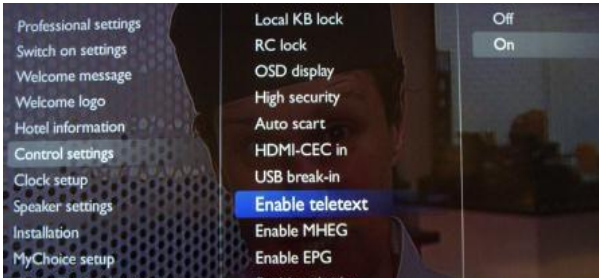 Professional settings
Switch on settings
Welcome message
Welcome logo
Hotel information
Control settings
Clock setup
Speaker settings
Installation
MyChoice setup
Local KB lock
RC lock
OSD display
High security
Auto scart
HDMI-CEC in
USB break-in
Enable teletext
Enable MHEG
Enable EPG
Off
On